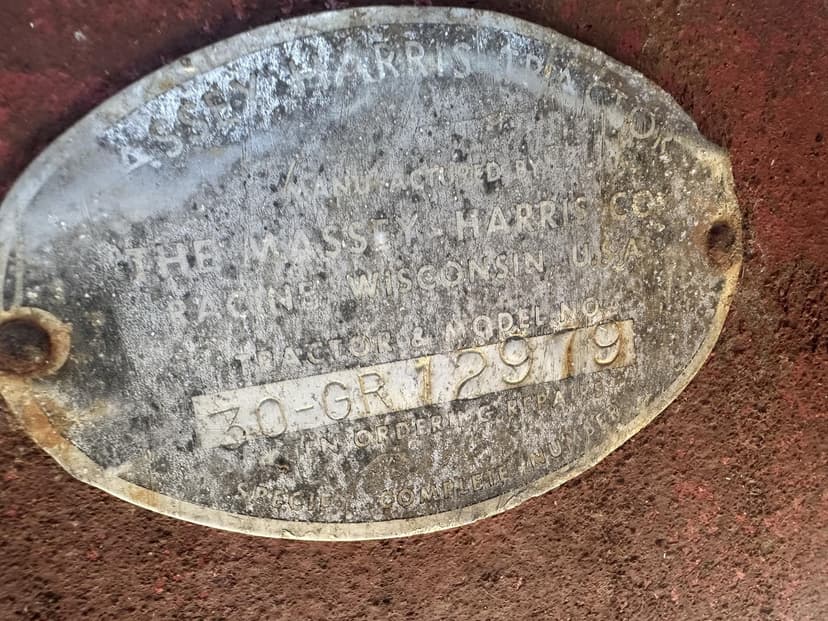 MASSEY-HARRIS TRACTOR
MANUFACTURED BY
THE MASSEY-HARRIS CO.
RACINE, WISCONSIN, U.S.A.
TRACTOR & MODEL NO.
30-GR 12979
IN ORDERING REPAIRS
SPECIFY COMPLETE NUMBER